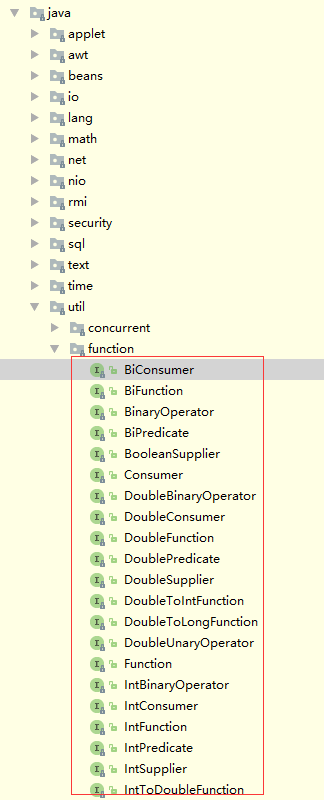 java
applet
awt
beans
io
lang
math
net
nio
rmi
security
sql
text
time
util
concurrent
function
BiConsumer
BiFunction
BinaryOperator
BiPredicate
BooleanSupplier
Consumer
DoubleBinaryOperator
DoubleConsumer
DoubleFunction
DoublePredicate
DoubleSupplier
DoubleToIntFunction
DoubleToLongFunction
DoubleUnaryOperator
Function
IntBinaryOperator
IntConsumer
IntFunction
IntPredicate
IntSupplier
IntToDoubleFunction